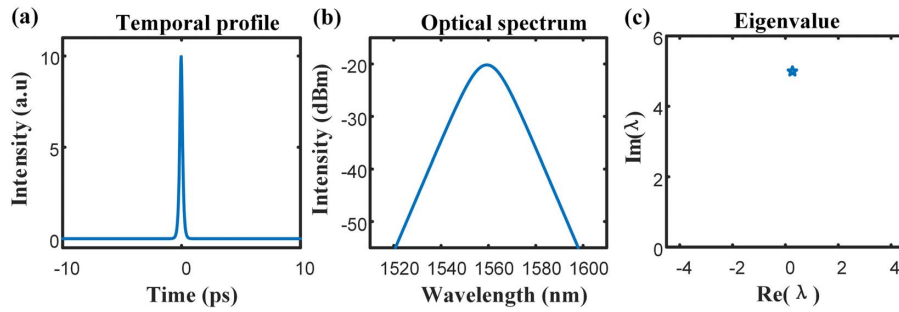 (a) Temporal profile
10
5
0
-10 0 10
Intensity (a.u)
Time (ps)
(b) Optical spectrum
-20
-30
-40
-50
1520 1540 1560 1580 1600
Intensity (dBm)
Wavelength (nm)
(c) Eigenvalue
6
4
2
0
-4 -2 0 2 4
Im(λ)
Re(λ)